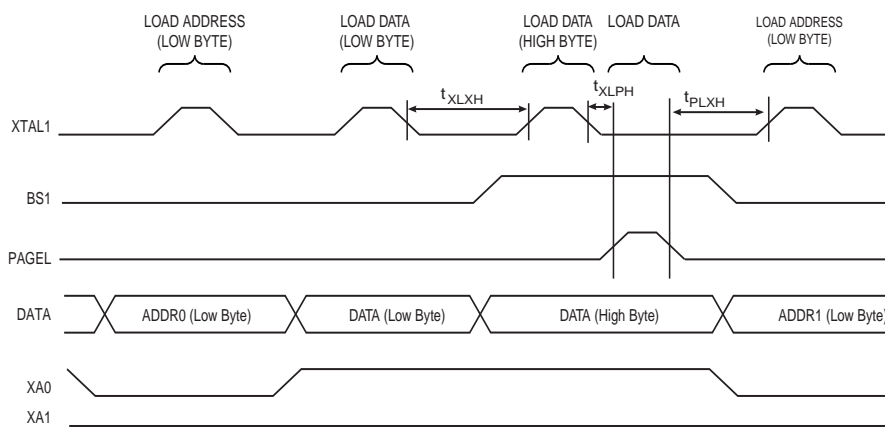 LOAD ADDRESS
(LOW BYTE)
LOAD DATA
(LOW BYTE)
LOAD DATA
(HIGH BYTE)
LOAD DATA
LOAD ADDRESS
(LOW BYTE)
tXLXH
tXLPH
tPLXH
XTAL1
BS1
PAGEL
DATA
ADDR0 (Low Byte)
DATA (Low Byte)
DATA (High Byte)
ADDR1 (Low Byte)
XA0
XA1